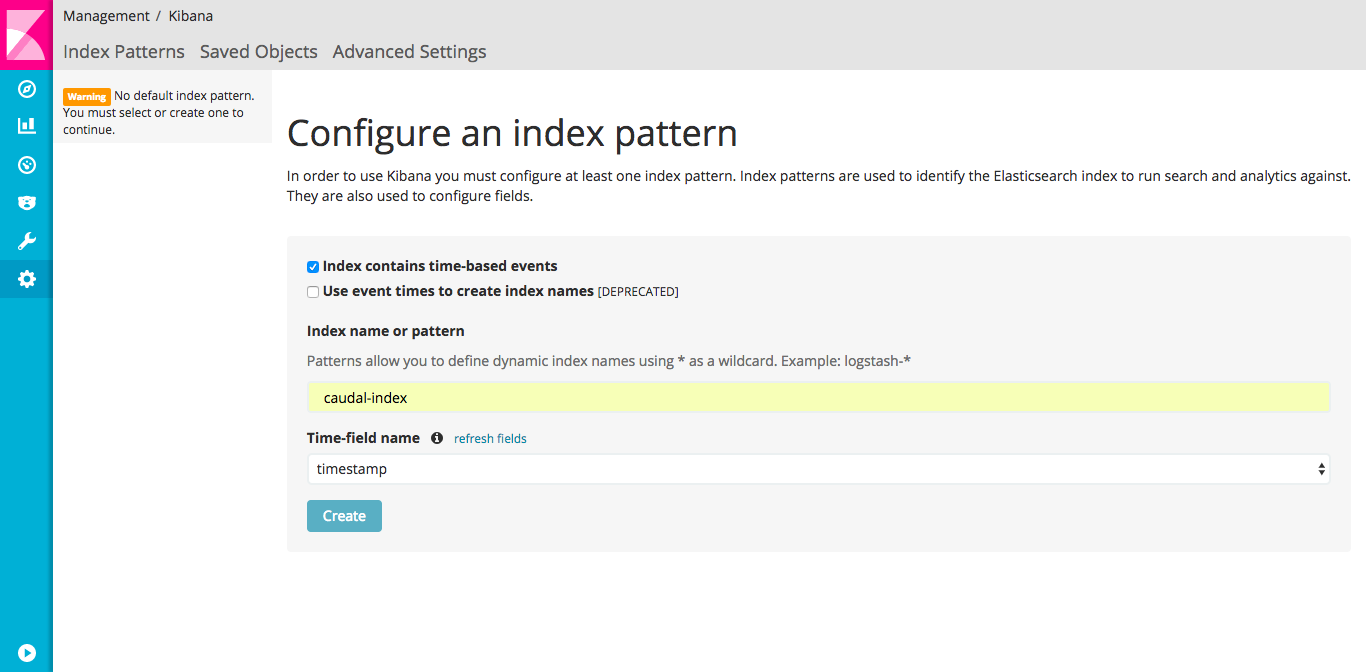 Management / Kibana
Index Patterns Saved Objects Advanced Settings
Warning No default index pattern.
You must select or create one to
continue.
Configure an index pattern
In order to use Kibana you must configure at least one index pattern. Index patterns are used to identify the Elasticsearch index to run search and analytics against.
They are also used to configure fields.
Index contains time-based events
Use event times to create index names [DEPRECATED]
Index name or pattern
Patterns allow you to define dynamic index names using * as a wildcard. Example: logstash-*
caudal-index
Time-field name refresh fields
timestamp
Create